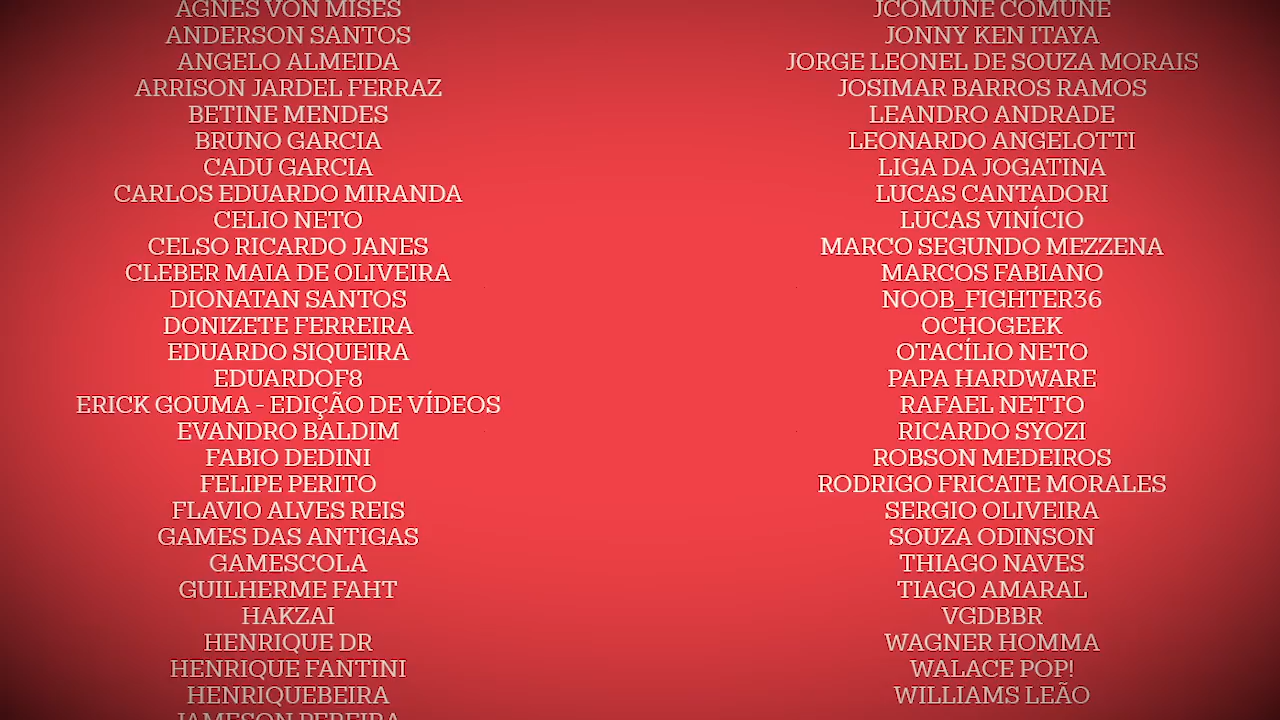 AGNES VON MISES
ANDERSON SANTOS
ANGELO ALMEIDA
ARRISON JARDEL FERRAZ
BETINE MENDES
BRUNO GARCIA
CADU GARCIA
CARLOS EDUARDO MIRANDA
CELIO NETO
CELSO RICARDO JANES
CLEBER MAIA DE OLIVEIRA
DIONATAN SANTOS
DONIZETE FERREIRA
EDUARDO SIQUEIRA
EDUARDOF8
ERICK GOUMA - EDIÇÃO DE VÍDEOS
EVANDRO BALDIM
FABIO DEDINI
FELIPE PERITO
FLAVIO ALVES REIS
GAMES DAS ANTIGAS
GAMESCOLA
GUILHERME FAHT
HAKZAI
HENRIQUE DR
HENRIQUE FANTINI
HENRIQUEBEIRA
JAMESON PEREIRA
JCOMUNE COMUNE
JONNY KEN ITAYA
JORGE LEONEL DE SOUZA MORAIS
JOSIMAR BARROS RAMOS
LEANDRO ANDRADE
LEONARDO ANGELOTTI
LIGA DA JOGATINA
LUCAS CANTADORI
LUCAS VINÍCIO
MARCO SEGUNDO MEZZENA
MARCOS FABIANO
NOOB_FIGHTER36
OCHOGEEK
OTACÍLIO NETO
PAPA HARDWARE
RAFAEL NETTO
RICARDO SYOZI
ROBSON MEDEIROS
RODRIGO FRICATE MORALES
SERGIO OLIVEIRA
SOUZA ODINSON
THIAGO NAVES
TIAGO AMARAL
VGDBBR
WAGNER HOMMA
WALACE POP!
WILLIAMS LEÃO